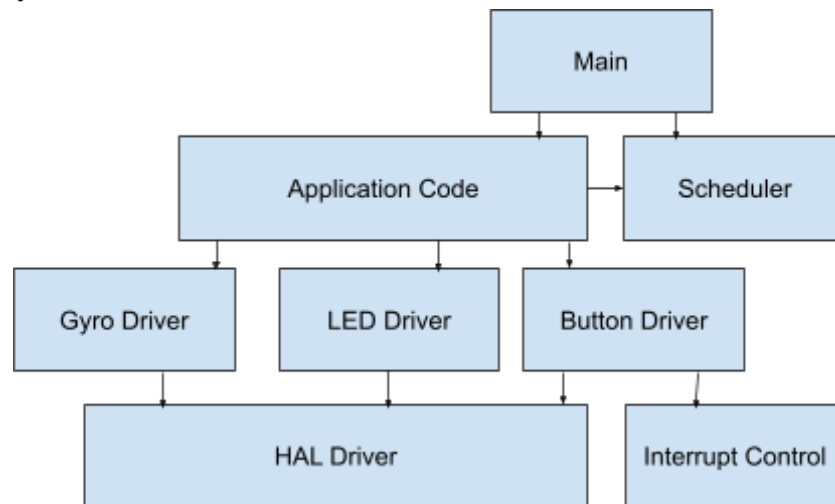 Main
Application Code
Scheduler
Gyro Driver
LED Driver
Button Driver
HAL Driver
Interrupt Control